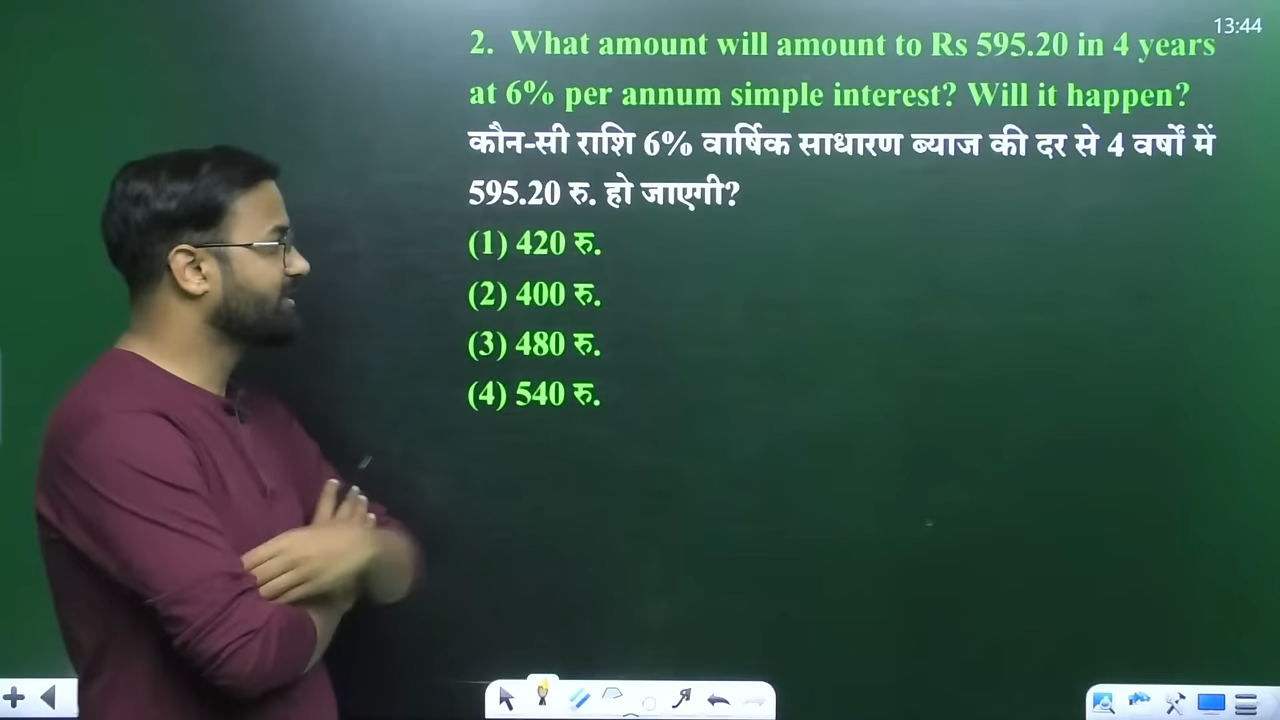 13:44
2. What amount will amount to Rs 595.20 in 4 years
at 6% per annum simple interest? Will it happen?
कौन-सी राशि 6% वार्षिक साधारण ब्याज की दर से 4 वर्षों में
595.20 रु. हो जाएगी?
(1) 420 रु.
(2) 400 रु.
(3) 480 रु.
(4) 540 रु.